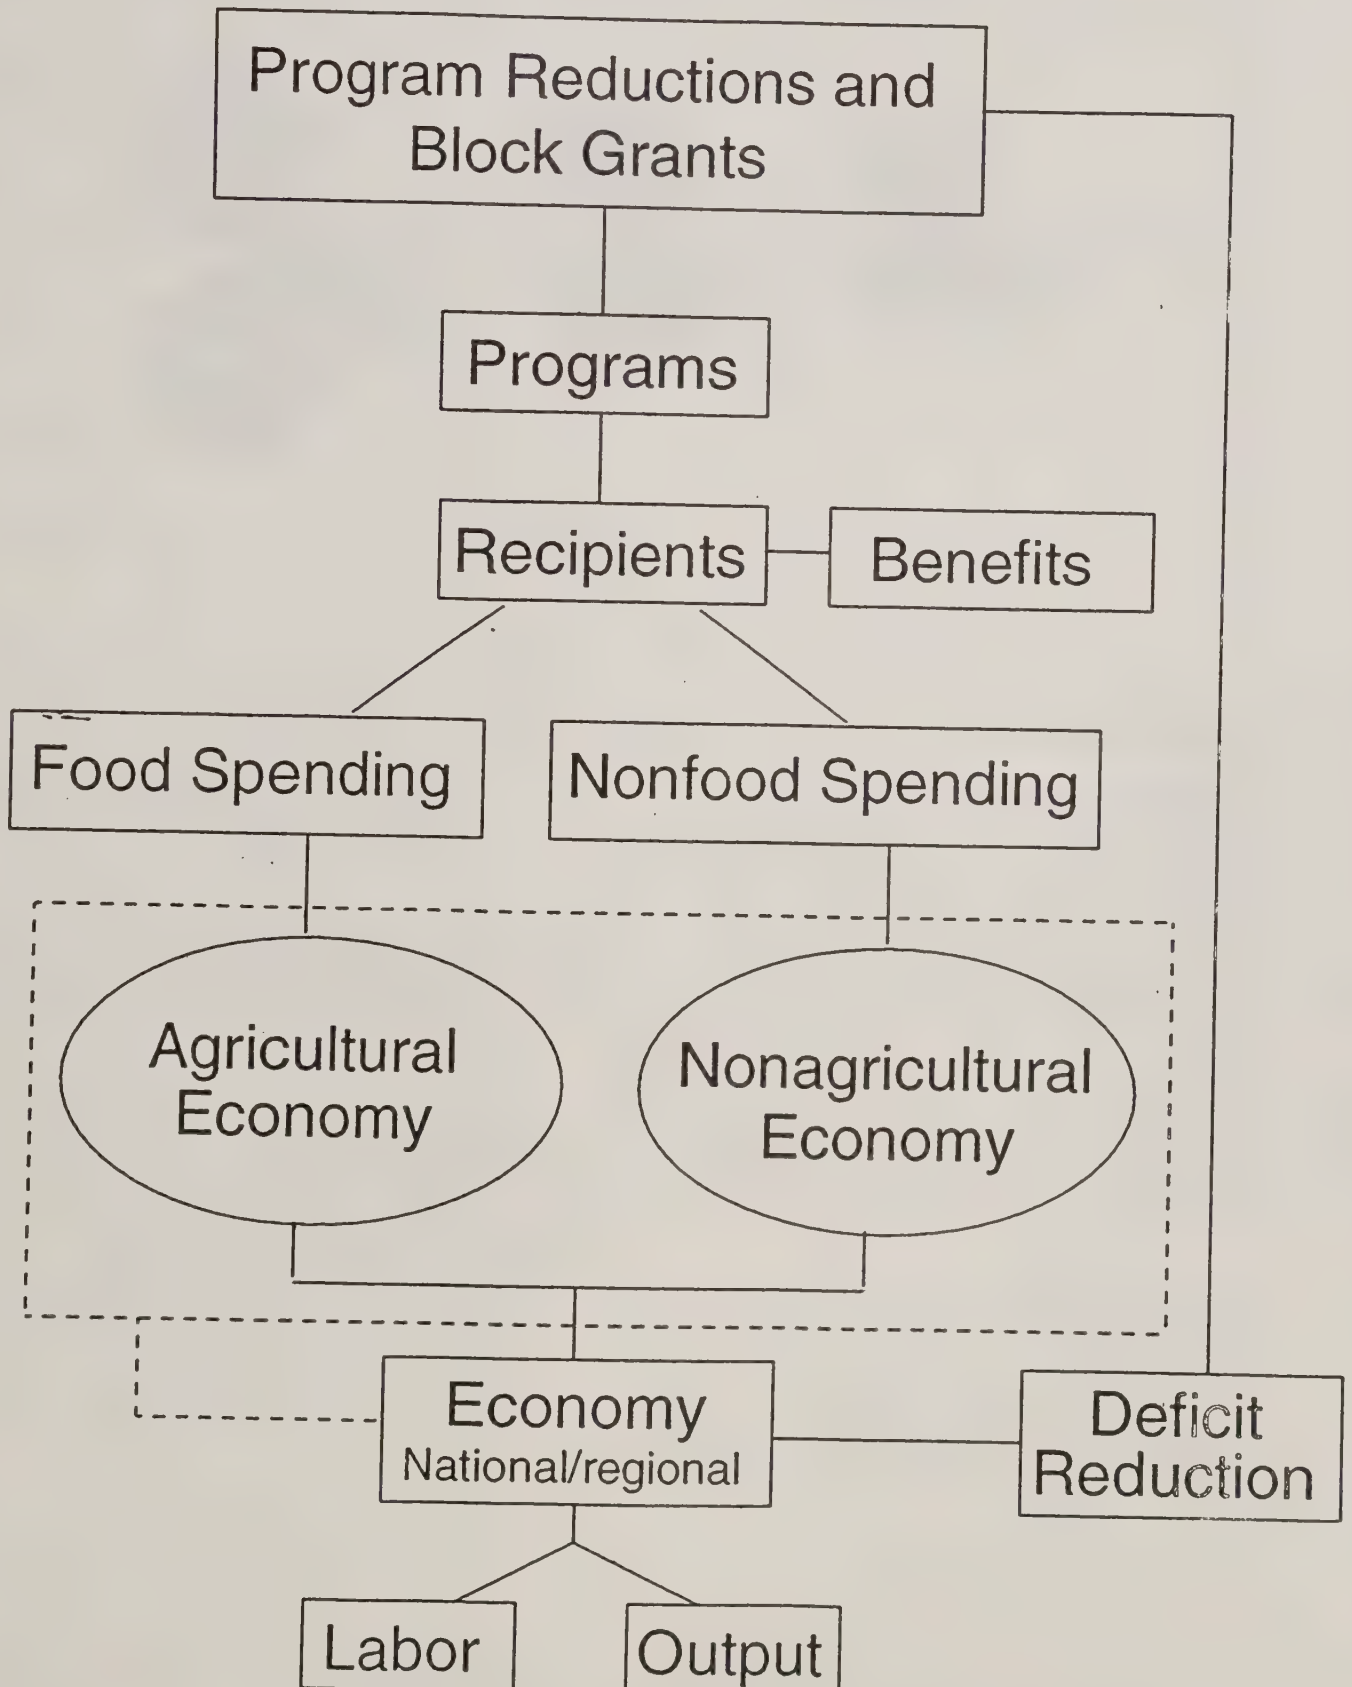 Program Reductions and
Block Grants
Programs
Recipients
Benefits
Food Spending
Nonfood Spending
Agricultural
Economy
Nonagricultural
Economy
Economy
National/regional
Deficit
Reduction
Labor
Output